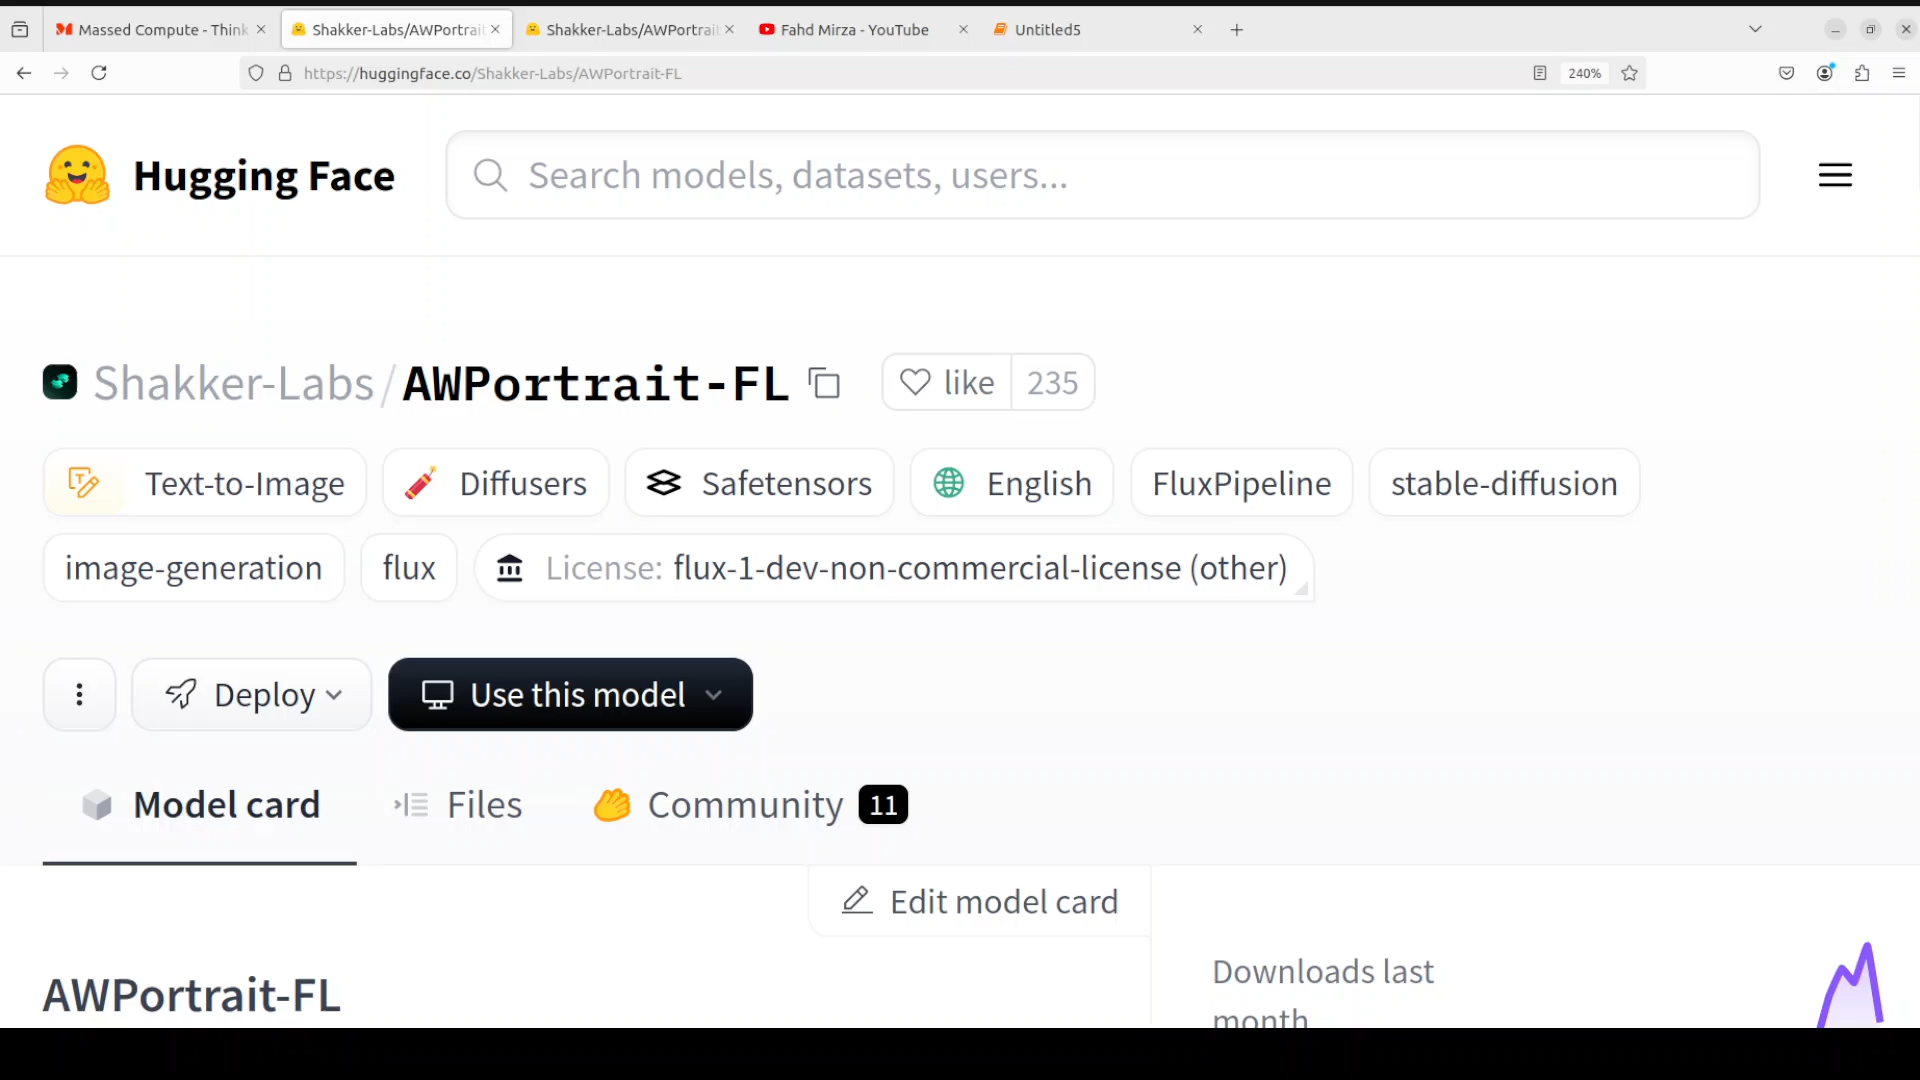 Massed Compute - Think
Shakker-Labs/AWPortrait
Shakker-Labs/AWPortrait
Fahd Mirza - YouTube
Untitled5
https://huggingface.co/Shakker-Labs/AWPortrait-FL
240%
Hugging Face
Search models, datasets, users...
Shakker-Labs/AWPortrait-FL
like 235
Text-to-Image
Diffusers
Safetensors
English
FluxPipeline
stable-diffusion
image-generation
flux
License: flux-1-dev-non-commercial-license (other)
Deploy
Use this model
Model card
Files
Community 11
Edit model card
AWPortrait-FL
Downloads last
month